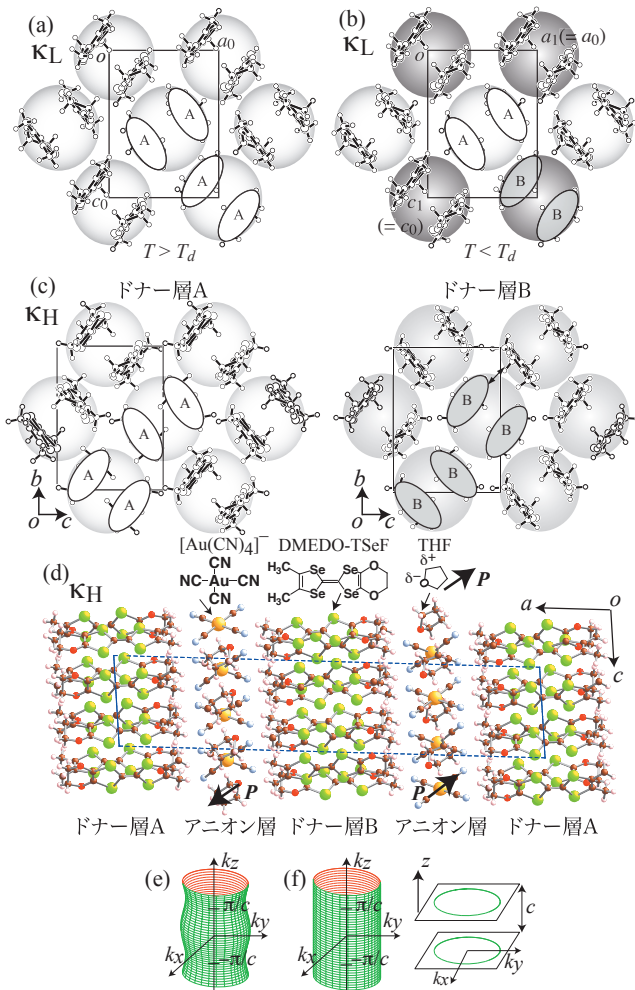 (a)
κL
o
a0
A
A
A
A
c0
T > Td
(b)
κL
o
a1(= a0)
A
A
B
B
c1
(= c0)
T < Td
(c)
κH
ドナー層A
A
A
A
A
b
o
c
ドナー層B
B
B
B
B
b
o
c
[Au(CN)4]−
CN
NC−Au−CN
CN
DMEDO-TSeF
H3C
H3C
Se
Se
Se
Se
O
O
THF
δ+
δ−
O
P
(d)
κH
a
o
c
P
P
ドナー層A
アニオン層
ドナー層B
アニオン層
ドナー層A
(e)
kz
π/c
ky
kx
−π/c
(f)
kz
π/c
ky
kx
−π/c
z
c
kx
ky